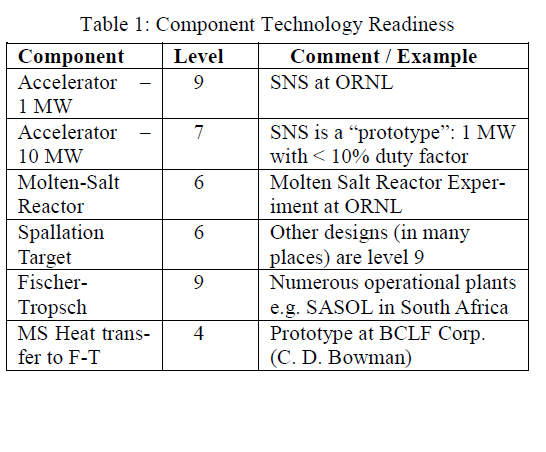 Table 1: Component Technology Readiness
Component Level Comment / Example
Accelator – 9 SNS at ORNL
1 MW
Accelerator – 7 SNS is a “prototype”: 1 MW
10 MW with < 10% duty factor
Molten-Salt 6 Molten Salt Reactor Exper-
Reactor iment at ORNL
Spallation 6 Other designs (in many
Target places) are level 9
Fischer- 9 Numerous operational plants
Tropsch e.g. SASOL in South Africa
MS Heat trans- 4 Prototype at BCLF Corp.
fer to F-T (C. D. Bowman)